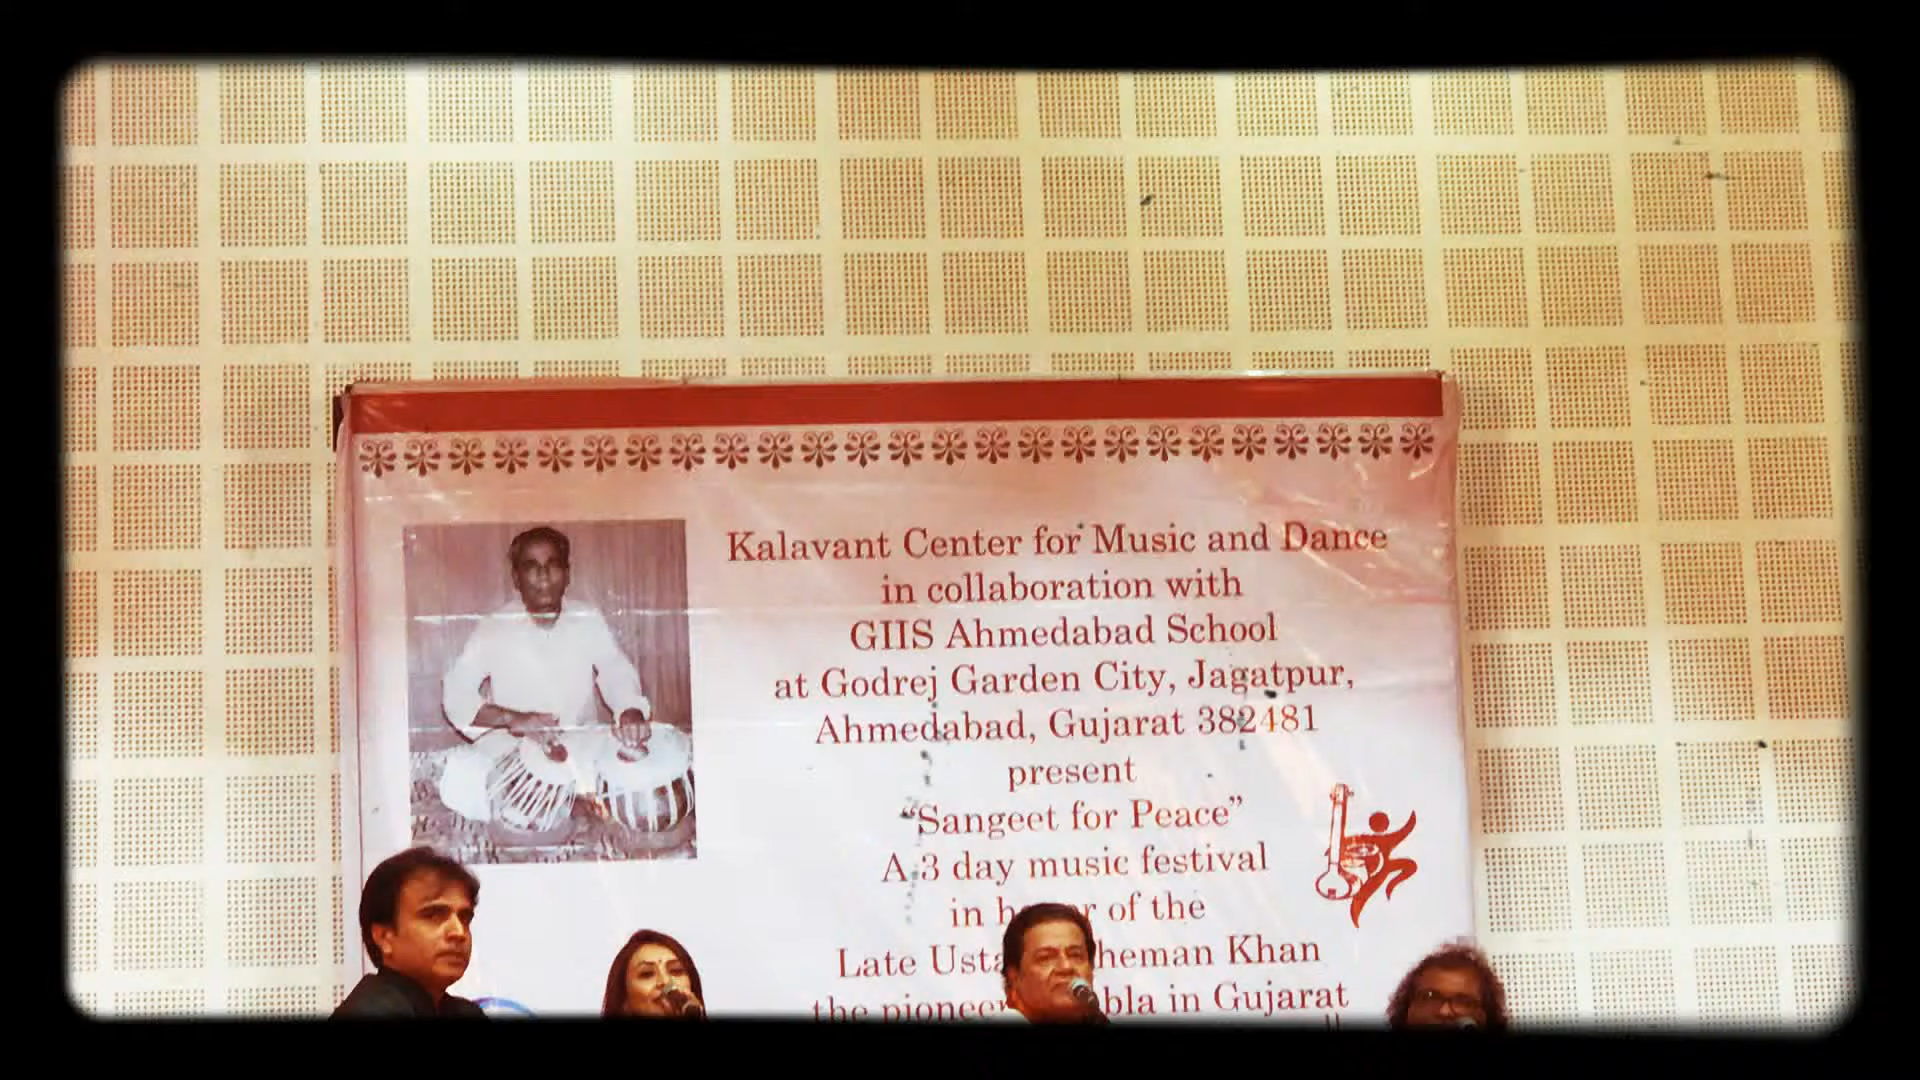 Kalavant Center for Music and Dance
in collaboration with
GIIS Ahmedabad School
at Godrej Garden City, Jagatpur,
Ahmedabad, Gujarat 382481
present
“Sangeet for Peace”
A 3 day music festival
in of the
Late Khan
the in Gujarat